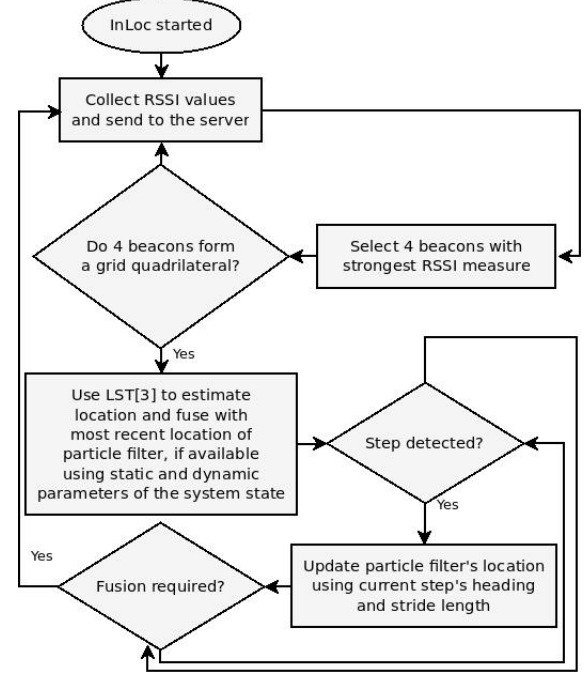 InLoc started
Collect RSSI values
and send to the server
Do 4 beacons form
a grid quadrilateral?
Select 4 beacons with
strongest RSSI measure
Yes
Use LST[3] to estimate
location and fuse with
most recent location of
particle filter, if available
using static and dynamic
parameters of the system state
Step detected?
Yes
Update particle filter's location
using current step's heading
and stride length
Fusion required?
Yes